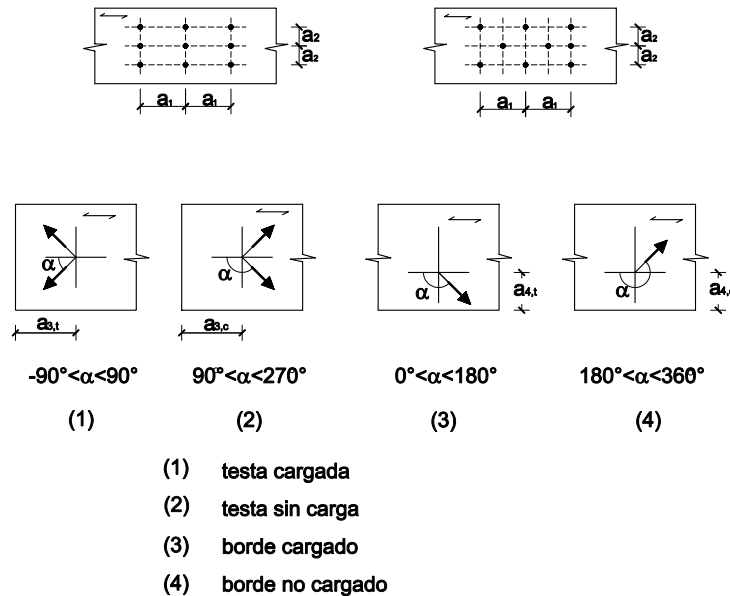 a2
a2
a1 a1
a2
a2
a1 a1
α
a3,t
α
a3,c
α
a4,t
α
a4,c
-90°<α<90° 90°<α<270° 0°<α<180° 180°<α<360°
(1) (2) (3) (4)
(1) testa cargada
(2) testa sin carga
(3) borde cargado
(4) borde no cargado